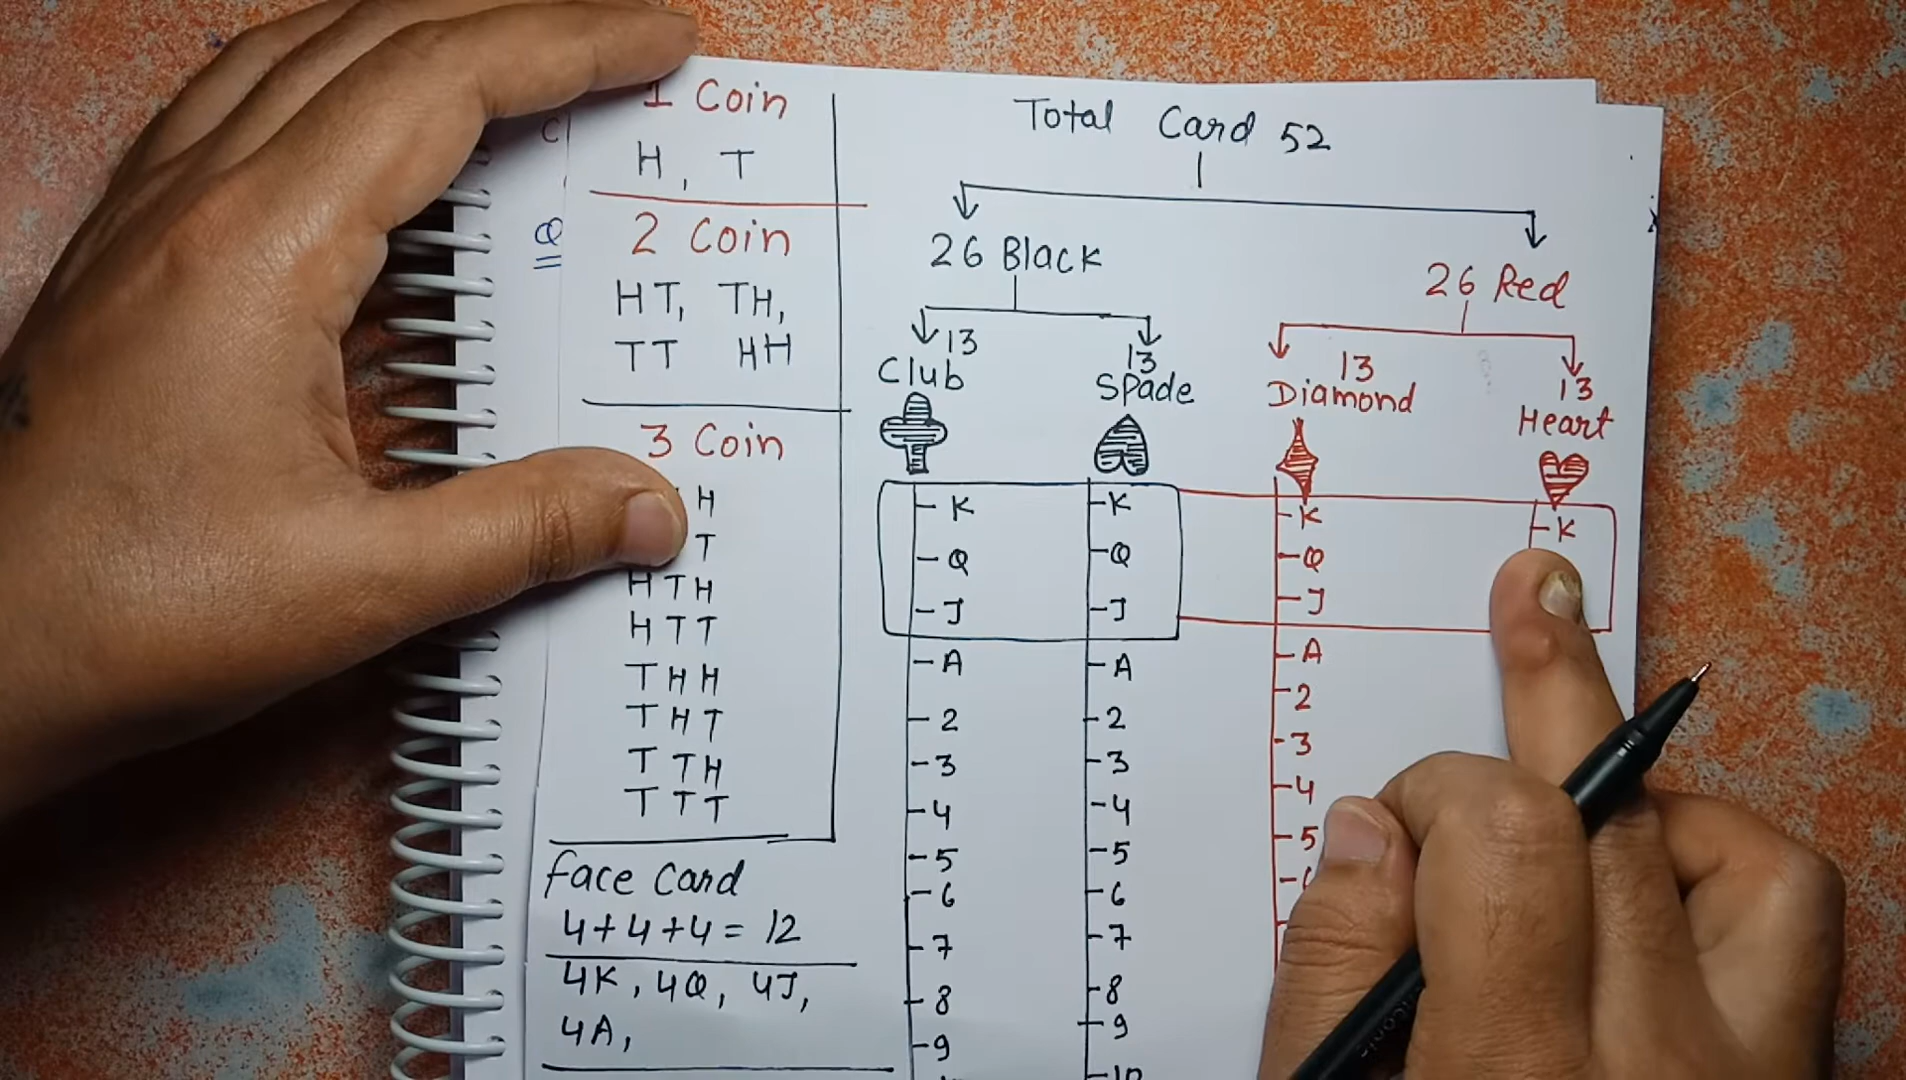 1 Coin
H, T
2 Coin
HT, TH,
TT HH
3 Coin
H
T
HTH
HTT
THH
THT
TTH
TTT
face Card
4+4+4=12
4K, 4Q, 4J,
4A,
Total Card 52
26 Black
26 Red
13
Club
13
Spade
13
Diamond
13
Heart
K
Q
J
A
2
3
4
5
6
7
8
9
K
Q
J
A
2
3
4
5
6
7
8
9
10
K
Q
J
A
2
3
4
5
K
Q